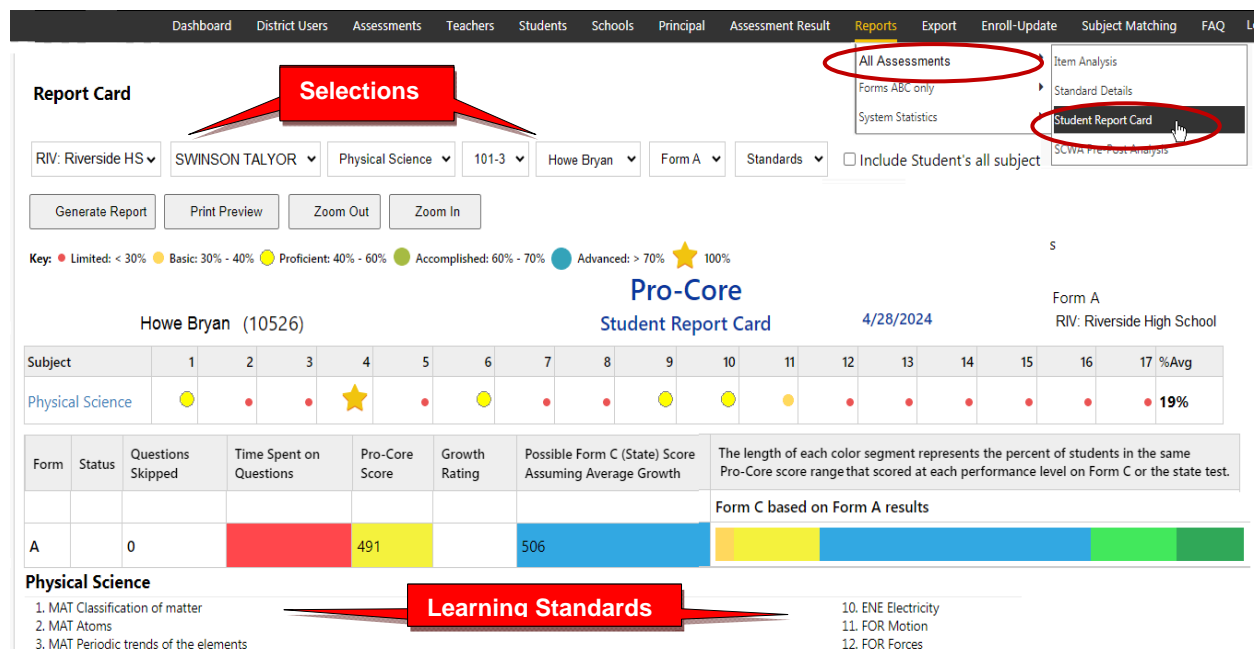 Dashboard District Users Assessments Teachers Students Schools Principal Assessment Result Reports Export Enroll-Update Subject Matching FAQ
All Assessments
Forms ABC only
System Statistics
Item Analysis
Standard Details
Student Report Card
SCWA Pre-Post Analysis
Report Card
Selections
RIV: Riverside HS SWINSON TALYOR Physical Science 101-3 Howe Bryan Form A Standards Include Student's all subject
s
Generate Report Print Preview Zoom Out Zoom In
Key: Limited: < 30% Basic: 30% - 40% Proficient: 40% - 60% Accomplished: 60% - 70% Advanced: > 70% 100%
Pro-Core
Form A
Howe Bryan (10526) Student Report Card 4/28/2024 RIV: Riverside High School
Subject 1 2 3 4 5 6 7 8 9 10 11 12 13 14 15 16 17 %Avg
Physical Science 19%
Form Status Questions Skipped Time Spent on Questions Pro-Core Score Growth Rating Possible Form C (State) Score Assuming Average Growth
The length of each color segment represents the percent of students in the same
Pro-Core score range that scored at each performance level on Form C or the state test.
Form C based on Form A results
A 0 491 506
Physical Science
Learning Standards
1. MAT Classification of matter
2. MAT Atoms
3. MAT Periodic trends of the elements
10. ENE Electricity
11. FOR Motion
12. FOR Forces